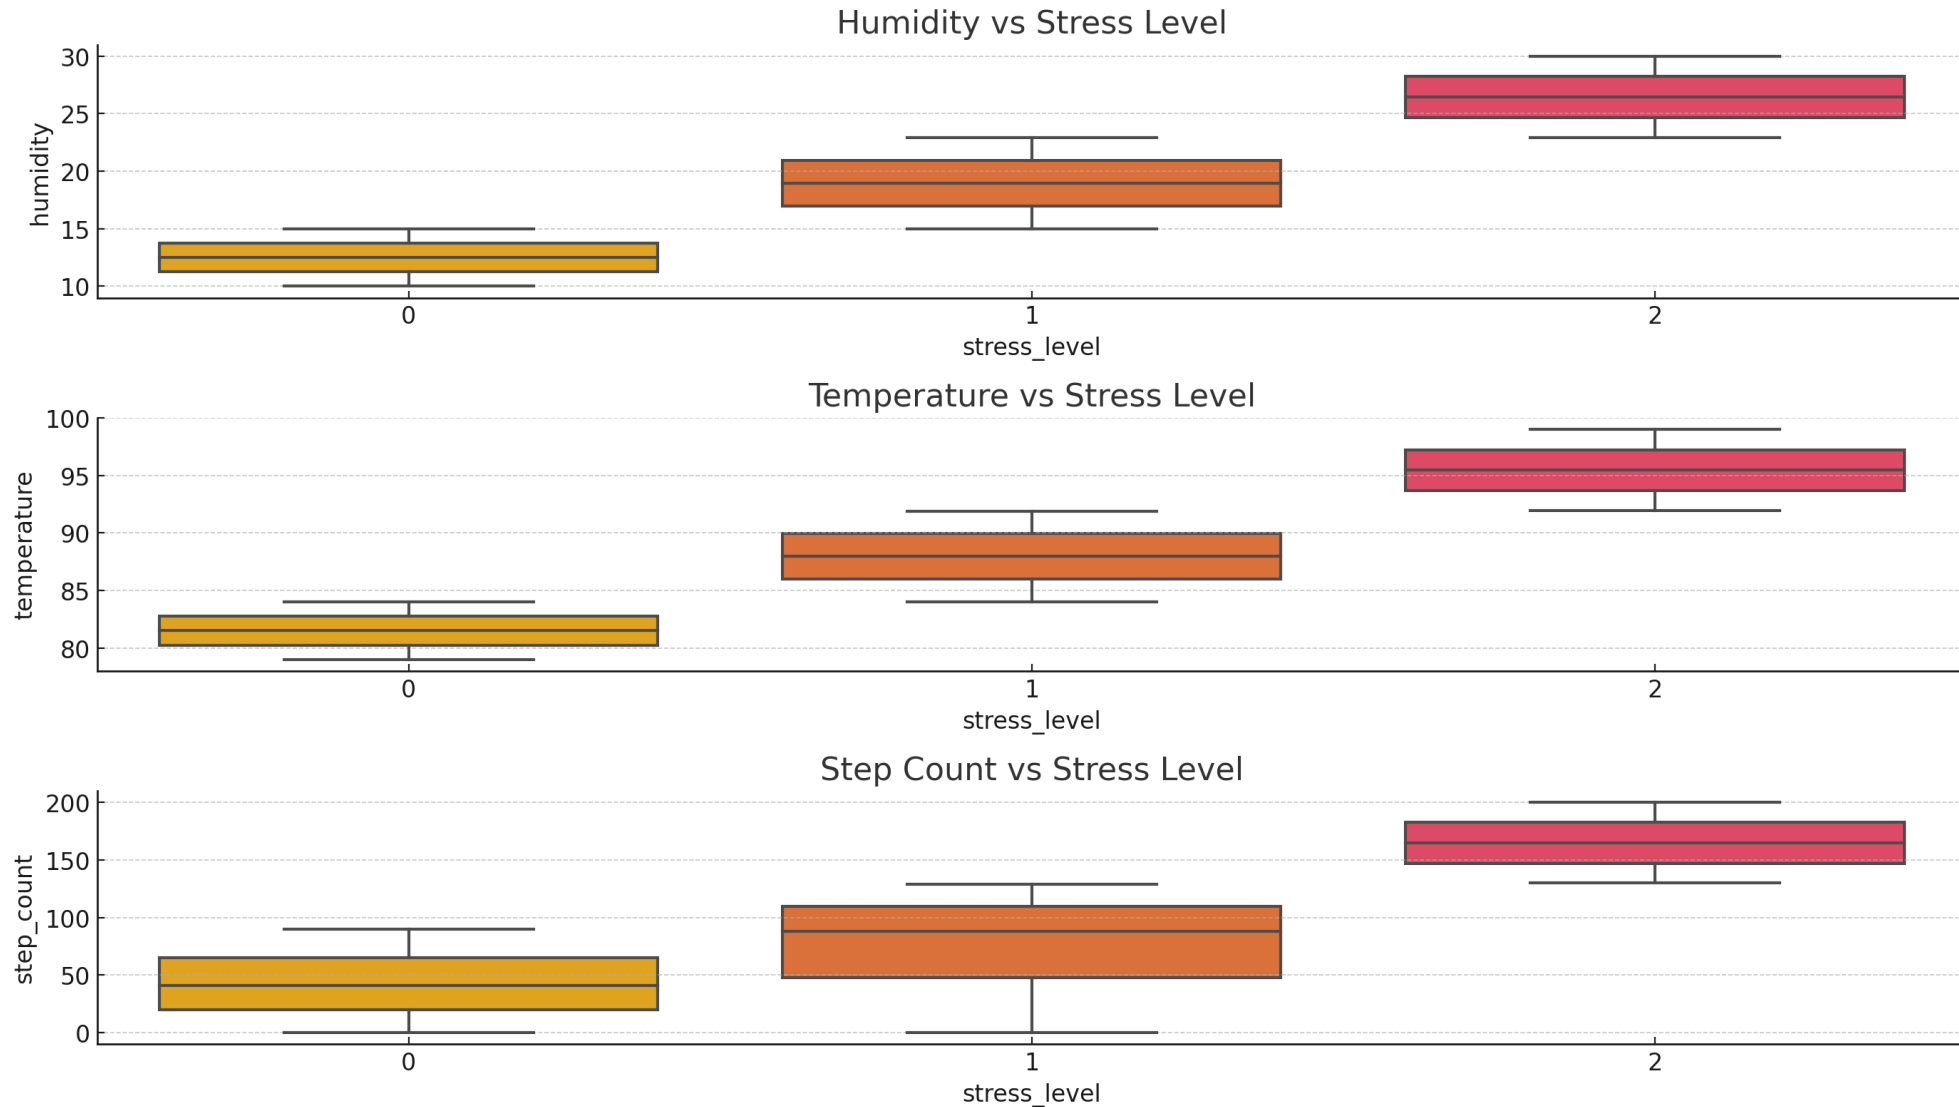 Humidity vs Stress Level
30
25
20
15
10
humidity
0 1 2
stress_level
Temperature vs Stress Level
100
95
90
85
80
temperature
0 1 2
stress_level
Step Count vs Stress Level
200
150
100
50
0
step_count
0 1 2
stress_level